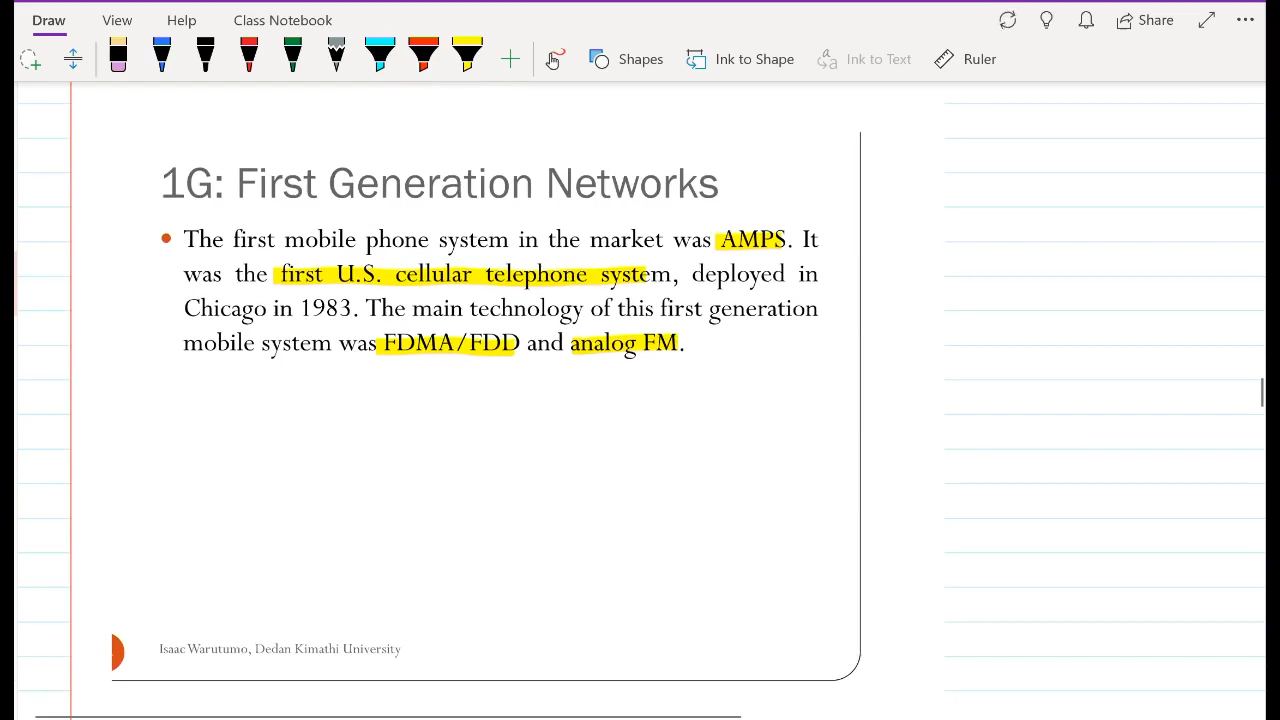 Draw View Help Class Notebook Share
Shapes Ink to Shape Ink to Text Ruler
1G: First Generation Networks
The first mobile phone system in the market was AMPS. It
was the first U.S. cellular telephone system, deployed in
Chicago in 1983. The main technology of this first generation
mobile system was FDMA/FDD and analog FM.
Isaac Warutumo, Dedan Kimathi University